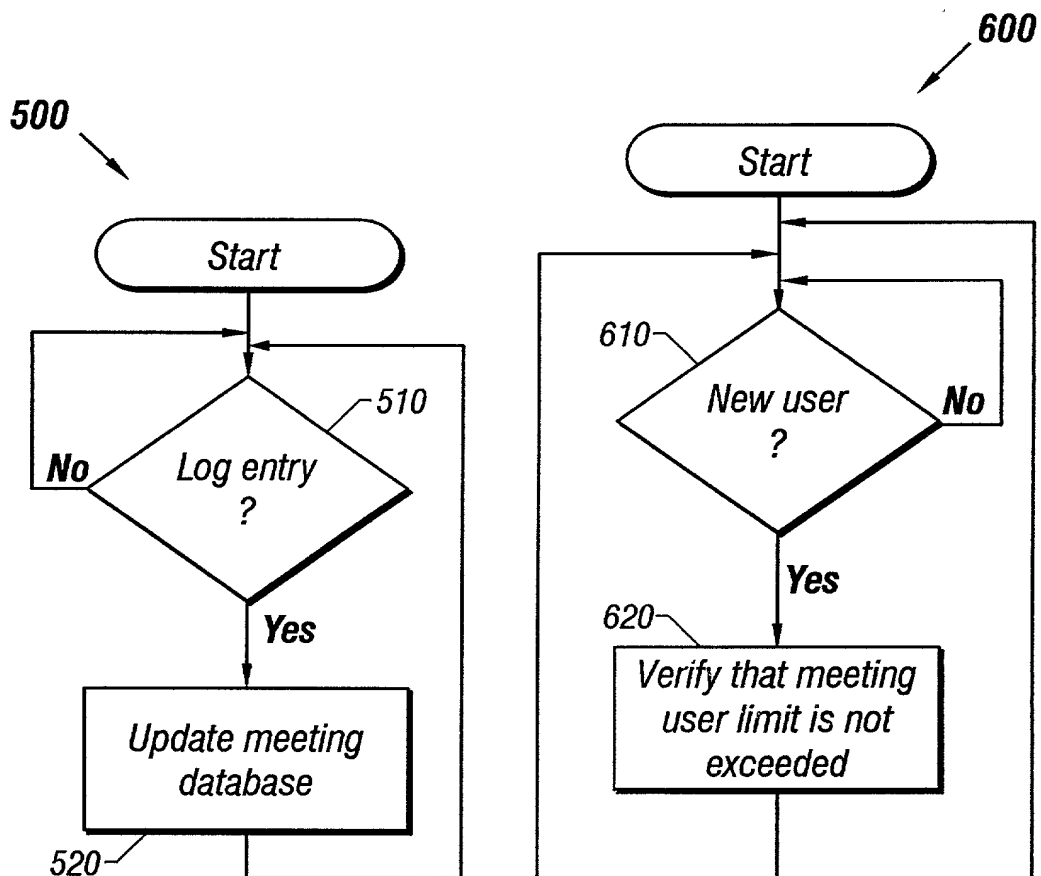 500
Start
510
No
Log entry
?
Yes
Update meeting
database
520
600
Start
610
New user
?
No
Yes
620
Verify that meeting
user limit is not
exceeded